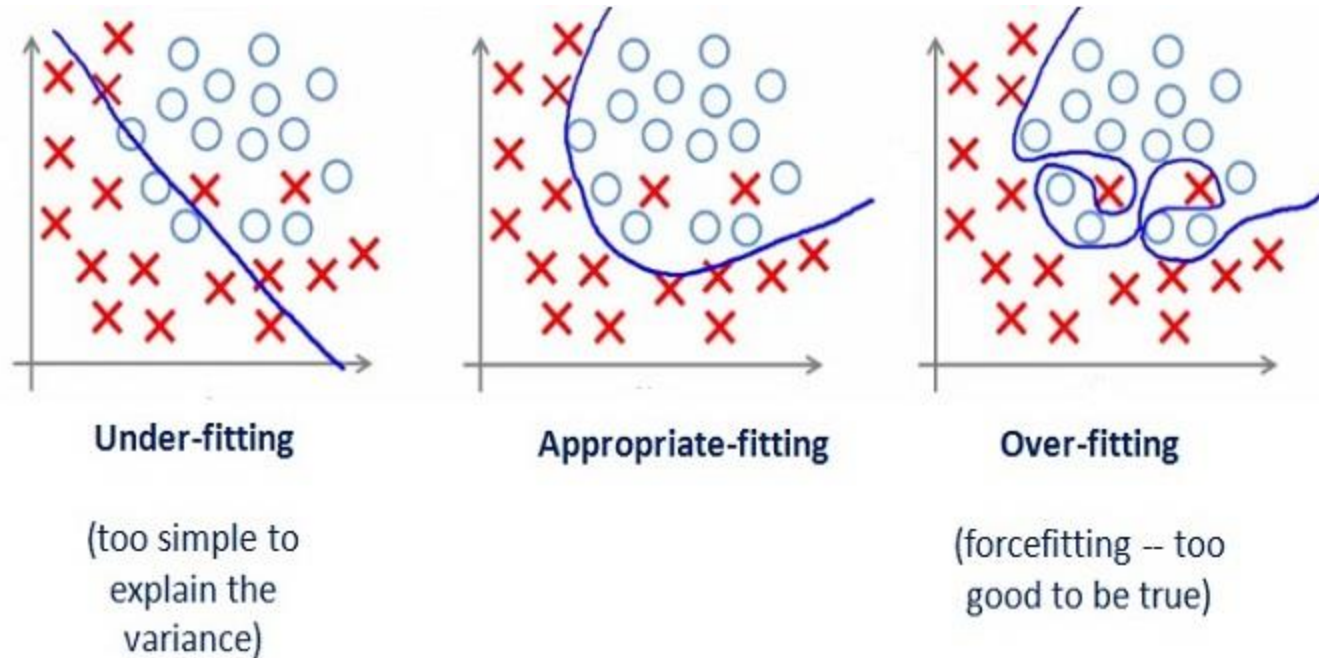 Under-fitting
Appropriate-fitting
Over-fitting
(too simple to
explain the
variance)
(forcefitting -- too
good to be true)